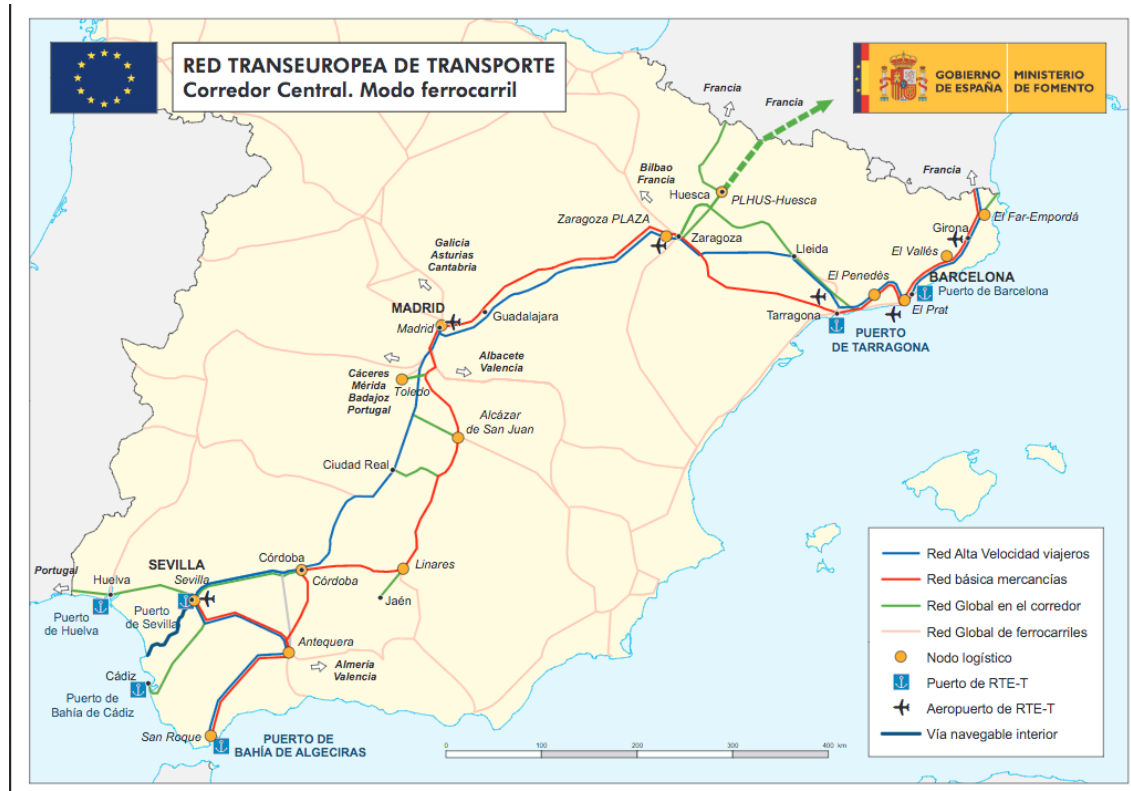 RED TRANSEUROPEA DE TRANSPORTE
Corredor Central. Modo ferrocarril
GOBIERNO
DE ESPAÑA
MINISTERIO
DE FOMENTO
Francia
Francia
Francia
Bilbao
Francia
Huesca
PLHUS-Huesca
Zaragoza PLAZA
Zaragoza
El Far-Empordá
Girona
El Vallés
Lleida
El Penedès
BARCELONA
Puerto de Barcelona
El Prat
Tarragona
PUERTO
DE TARRAGONA
Galicia
Asturias
Cantabria
MADRID
Madrid
Guadalajara
Albacete
Valencia
Cáceres
Mérida
Badajoz
Portugal
Toledo
Alcázar
de San Juan
Ciudad Real
Córdoba
Córdoba
Linares
Jaén
SEVILLA
Sevilla
Portugal
Huelva
Puerto
de Huelva
Puerto
de Sevilla
Antequera
Almería
Valencia
Cádiz
Puerto de
Bahía de Cádiz
San Roque
PUERTO DE
BAHÍA DE ALGECIRAS
0 100 200 300 400 km
Red Alta Velocidad viajeros
Red básica mercancías
Red Global en el corredor
Red Global de ferrocarriles
Nodo logístico
Puerto de RTE-T
Aeropuerto de RTE-T
Vía navegable interior